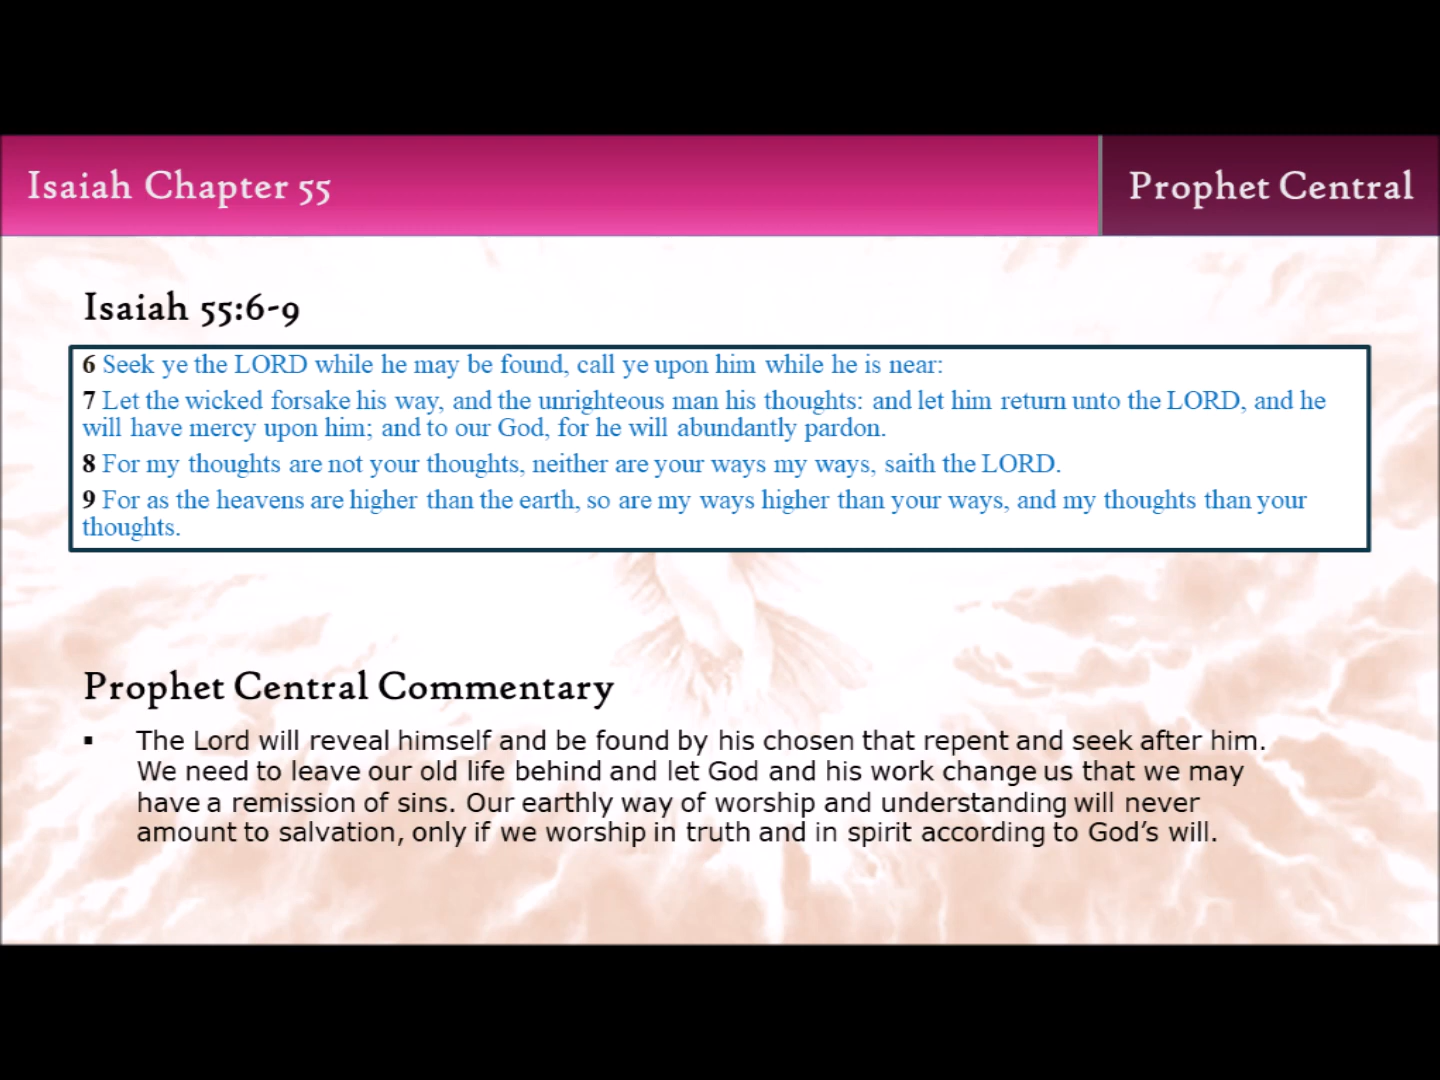 Isaiah Chapter 55
Prophet Central
Isaiah 55:6-9
6 Seek ye the LORD while he may be found, call ye upon him while he is near:
7 Let the wicked forsake his way, and the unrighteous man his thoughts: and let him return unto the LORD, and he
will have mercy upon him; and to our God, for he will abundantly pardon.
8 For my thoughts are not your thoughts, neither are your ways my ways, saith the LORD.
9 For as the heavens are higher than the earth, so are my ways higher than your ways, and my thoughts than your
thoughts.
Prophet Central Commentary
▪ The Lord will reveal himself and be found by his chosen that repent and seek after him.
We need to leave our old life behind and let God and his work change us that we may
have a remission of sins. Our earthly way of worship and understanding will never
amount to salvation, only if we worship in truth and in spirit according to God’s will.